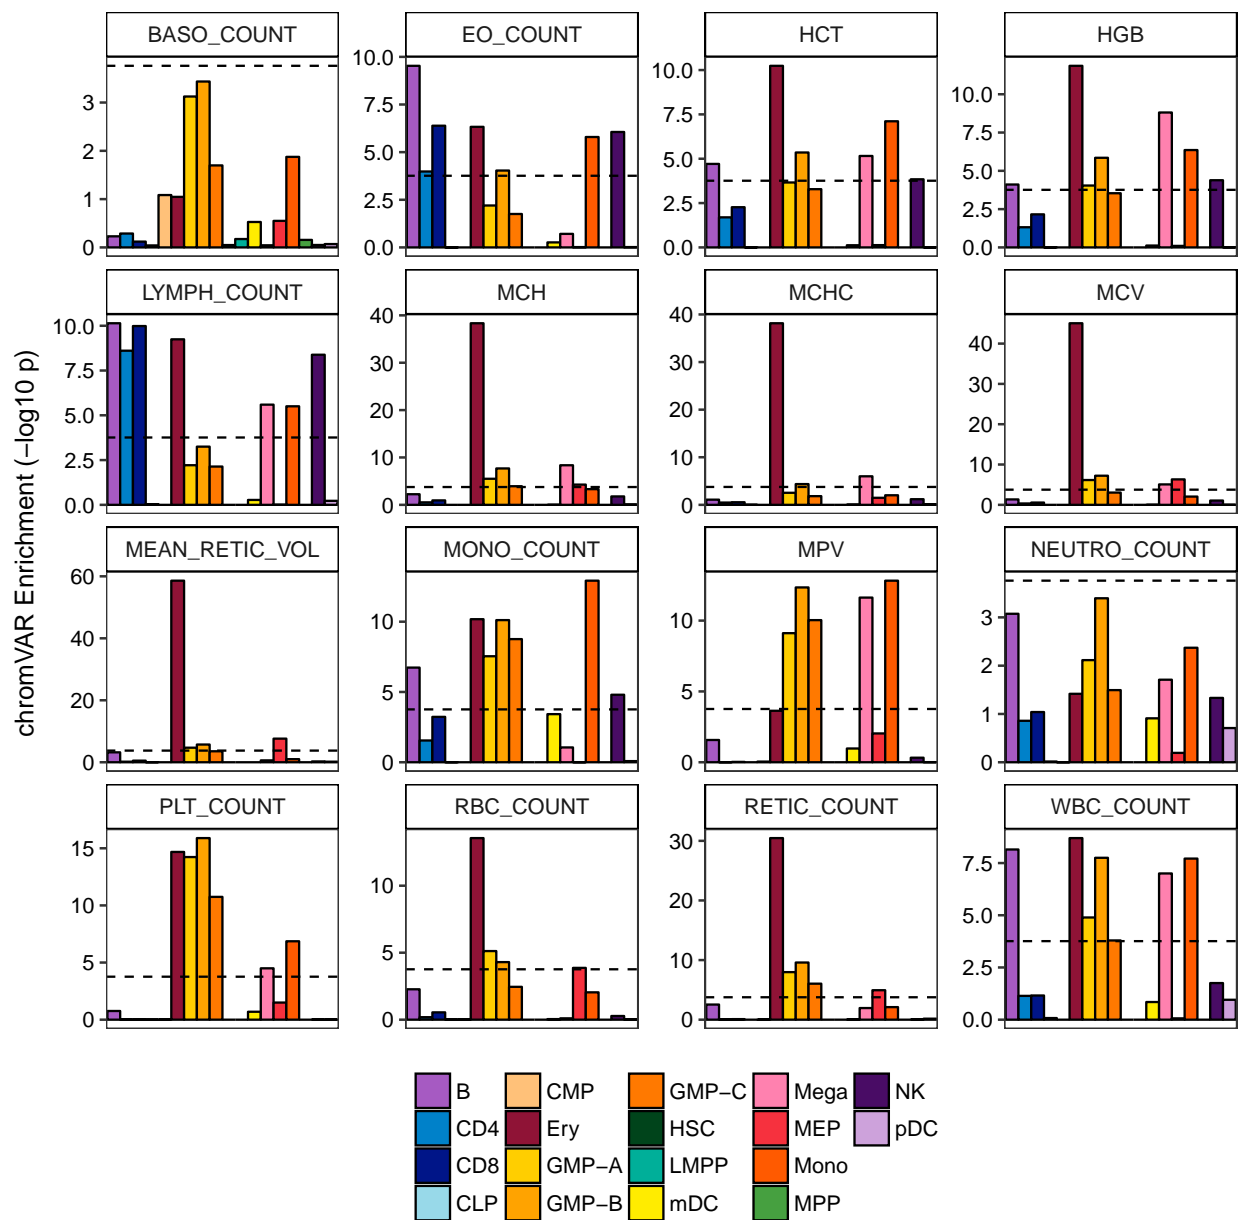 BASO_COUNT
EO_COUNT
HCT
HGB
3
2
1
0
10.0
7.5
5.0
2.5
0.0
10.0
7.5
5.0
2.5
0.0
10.0
7.5
5.0
2.5
0.0
LYMPH_COUNT
MCH
MCHC
MCV
10.0
7.5
5.0
2.5
0.0
40
30
20
10
0
40
30
20
10
0
40
30
20
10
0
chromVAR Enrichment (−log10 p)
MEAN_RETIC_VOL
MONO_COUNT
MPV
NEUTRO_COUNT
60
40
20
0
10
5
0
10
5
0
3
2
1
0
PLT_COUNT
RBC_COUNT
RETIC_COUNT
WBC_COUNT
15
10
5
0
10
5
0
30
20
10
0
7.5
5.0
2.5
0.0
B
CMP
GMP−C
Mega
NK
CD4
Ery
HSC
MEP
pDC
CD8
GMP−A
LMPP
Mono
CLP
GMP−B
mDC
MPP